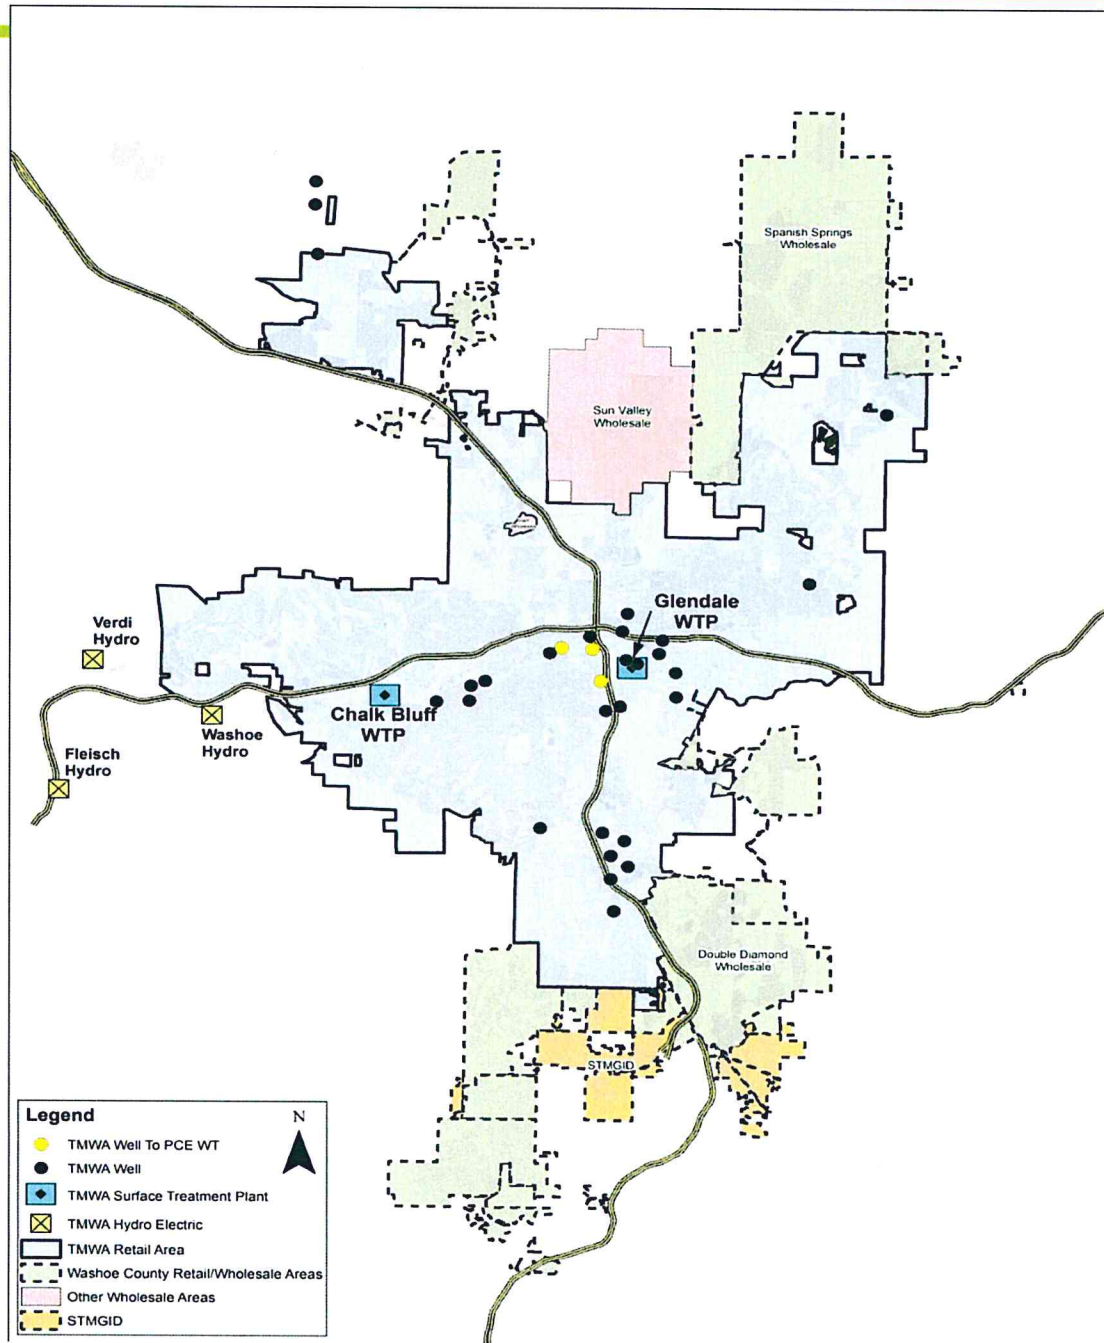 Spanish Springs
Wholesale
Sun Valley
Wholesale
Glendale
WTP
Verdi
Hydro
Chalk Bluff
WTP
Washoe
Hydro
Fleisch
Hydro
Double Diamond
Wholesale
STMGID
Legend
N
TMWA Well To PCE WT
TMWA Well
TMWA Surface Treatment Plant
TMWA Hydro Electric
TMWA Retail Area
Washoe County Retail/Wholesale Areas
Other Wholesale Areas
STMGID